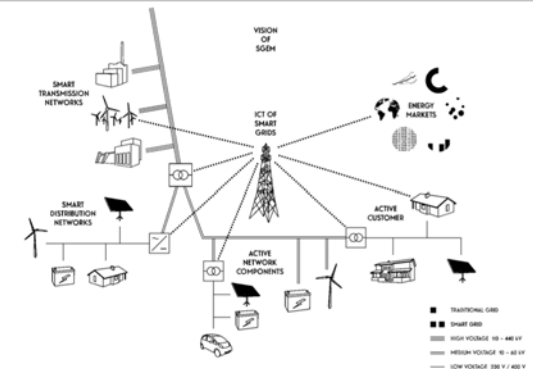 VISION
OF
SGEM
SMART
TRANSMISSION
NETWORKS
ICT OF
SMART
GRIDS
ENERGY
MARKETS
SMART
DISTRIBUTION
NETWORKS
ACTIVE
CUSTOMER
ACTIVE
NETWORK
COMPONENTS
TRADITIONAL GRID
SMART GRID
HIGH VOLTAGE 110 – 440 kV
MEDIUM VOLTAGE 10 – 60 kV
LOW VOLTAGE 230 V / 400 V